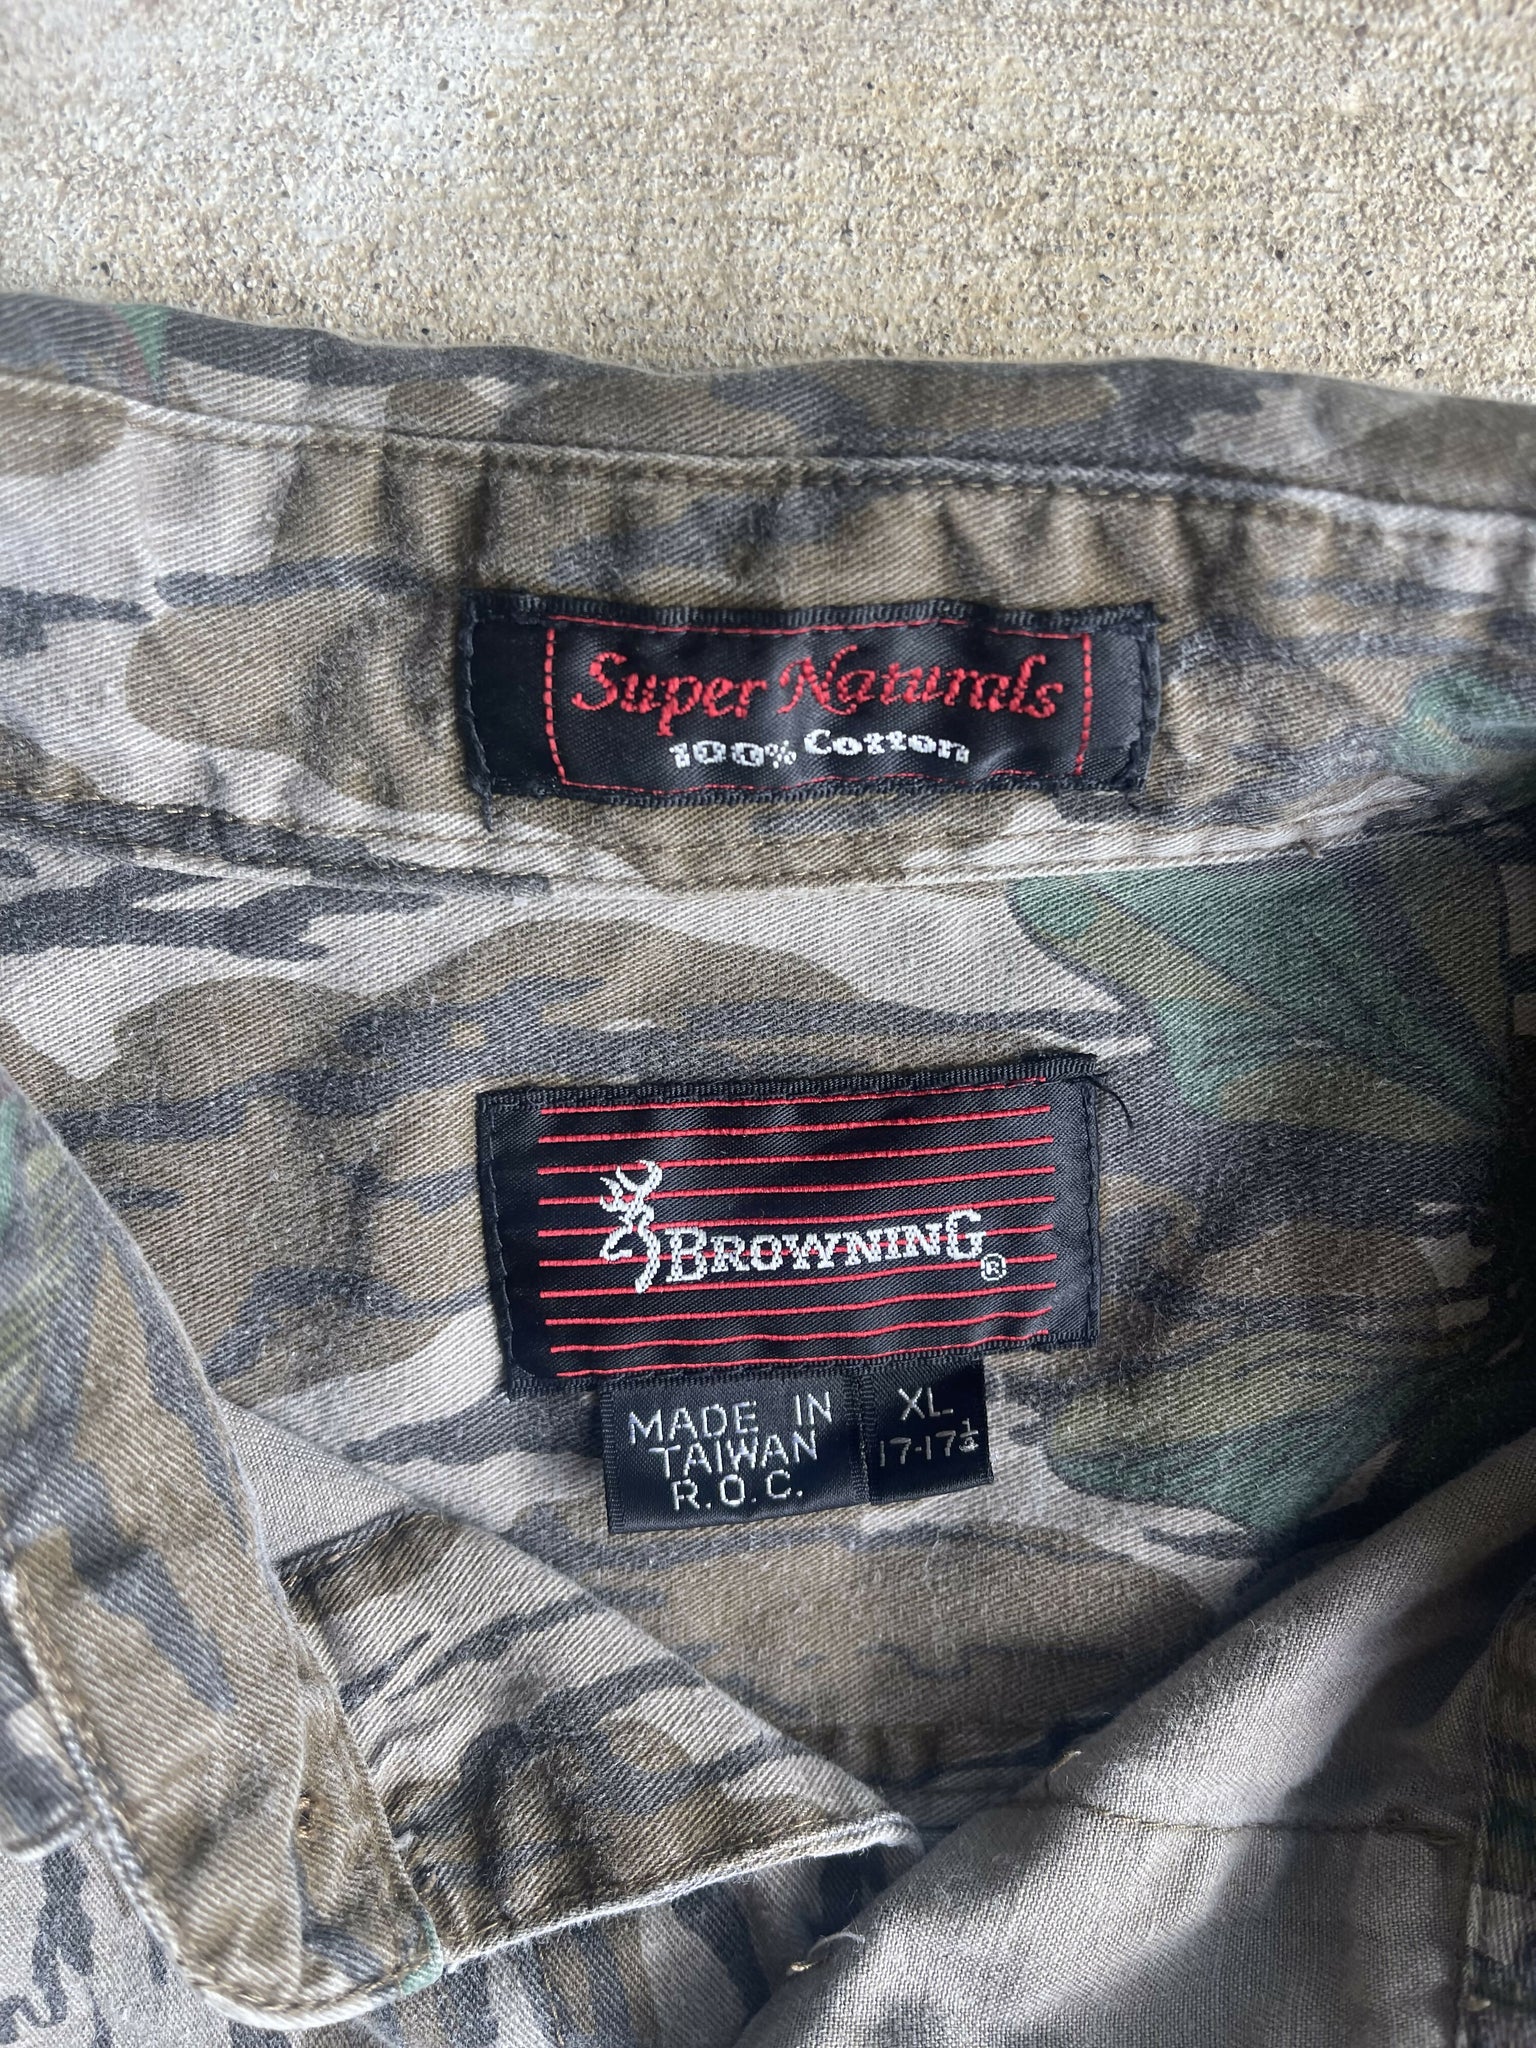 Super Naturals
100% Cotton
BROWNING®
MADE IN
TAIWAN
R.O.C.
XL
17-17½